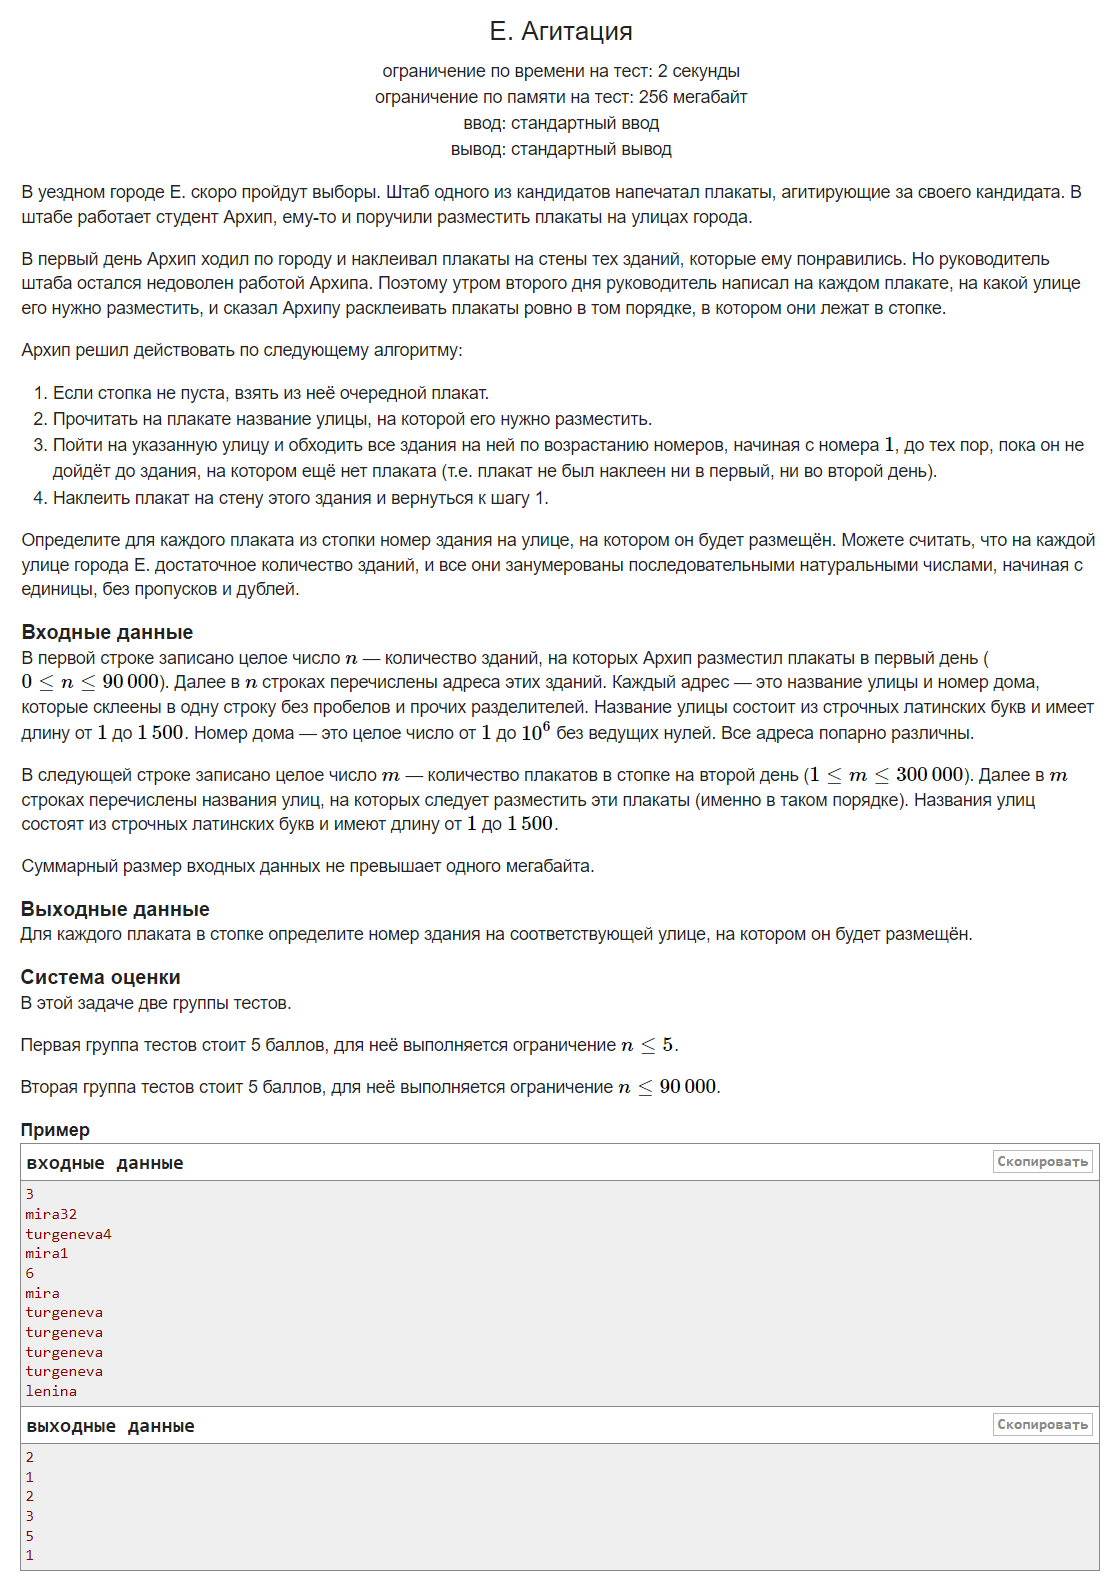 E. Агитация
ограничение по времени на тест: 2 секунды
ограничение по памяти на тест: 256 мегабайт
ввод: стандартный ввод
вывод: стандартный вывод
В уездном городе Е. скоро пройдут выборы. Штаб одного из кандидатов напечатал плакаты, агитирующие за своего кандидата. В
штабе работает студент Архип, ему-то и поручили разместить плакаты на улицах города.
В первый день Архип ходил по городу и наклеивал плакаты на стены тех зданий, которые ему понравились. Но руководитель
штаба остался недоволен работой Архипа. Поэтому утром второго дня руководитель написал на каждом плакате, на какой улице
его нужно разместить, и сказал Архипу расклеивать плакаты ровно в том порядке, в котором они лежат в стопке.
Архип решил действовать по следующему алгоритму:
1. Если стопка не пуста, взять из неё очередной плакат.
2. Прочитать на плакате название улицы, на которой его нужно разместить.
3. Пойти на указанную улицу и обходить все здания на ней по возрастанию номеров, начиная с номера 1, до тех пор, пока он не
дойдёт до здания, на котором ещё нет плаката (т.е. плакат не был наклеен ни в первый, ни во второй день).
4. Наклеить плакат на стену этого здания и вернуться к шагу 1.
Определите для каждого плаката из стопки номер здания на улице, на котором он будет размещён. Можете считать, что на каждой
улице города Е. достаточное количество зданий, и все они занумерованы последовательными натуральными числами, начиная с
единицы, без пропусков и дублей.
Входные данные
В первой строке записано целое число n — количество зданий, на которых Архип разместил плакаты в первый день (
0 ≤ n ≤ 90 000). Далее в n строках перечислены адреса этих зданий. Каждый адрес — это название улицы и номер дома,
которые склеены в одну строку без пробелов и прочих разделителей. Название улицы состоит из строчных латинских букв и имеет
длину от 1 до 1 500. Номер дома — это целое число от 1 до 10⁶ без ведущих нулей. Все адреса попарно различны.
В следующей строке записано целое число m — количество плакатов в стопке на второй день (1 ≤ m ≤ 300 000). Далее в m
строках перечислены названия улиц, на которых следует разместить эти плакаты (именно в таком порядке). Названия улиц
состоят из строчных латинских букв и имеют длину от 1 до 1 500.
Суммарный размер входных данных не превышает одного мегабайта.
Выходные данные
Для каждого плаката в стопке определите номер здания на соответствующей улице, на котором он будет размещён.
Система оценки
В этой задаче две группы тестов.
Первая группа тестов стоит 5 баллов, для неё выполняется ограничение n ≤ 5.
Вторая группа тестов стоит 5 баллов, для неё выполняется ограничение n ≤ 90 000.
Пример
входные данные Скопировать
3
mira32
turgeneva4
mira1
6
mira
turgeneva
turgeneva
turgeneva
turgeneva
lenina
выходные данные Скопировать
2
1
2
3
5
1